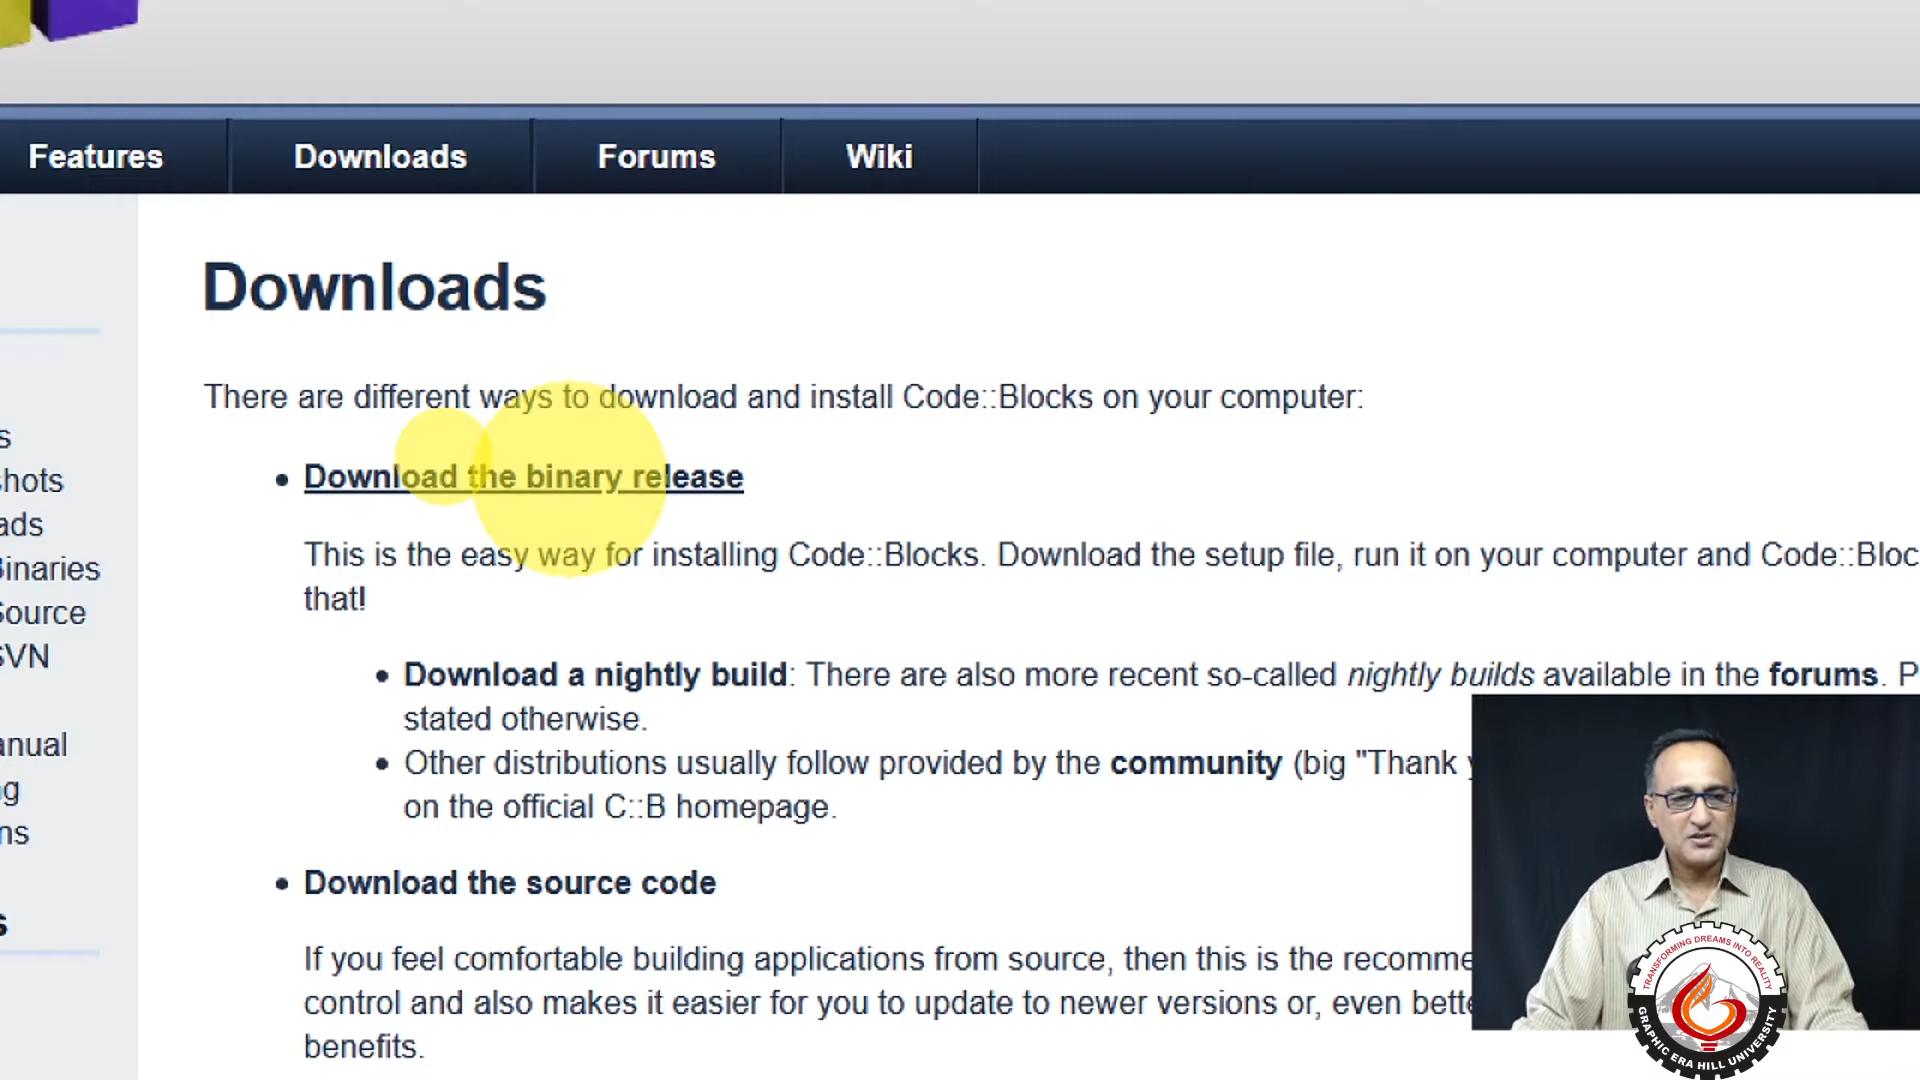 Features
Downloads
Forums
Wiki
Downloads
There are different ways to download and install Code::Blocks on your computer:
Download the binary release
This is the easy way for installing Code::Blocks. Download the setup file, run it on your computer and Code::Bloc
that!
Download a nightly build: There are also more recent so-called nightly builds available in the forums. P
stated otherwise.
Other distributions usually follow provided by the community (big "Thank y
on the official C::B homepage.
Download the source code
If you feel comfortable building applications from source, then this is the recomme
control and also makes it easier for you to update to newer versions or, even bette
benefits.
s
hots
ads
Binaries
Source
SVN
anual
g
ns
s
TRANSFORMING DREAMS INTO REALITY
GRAPHIC ERA HILL UNIVERSITY